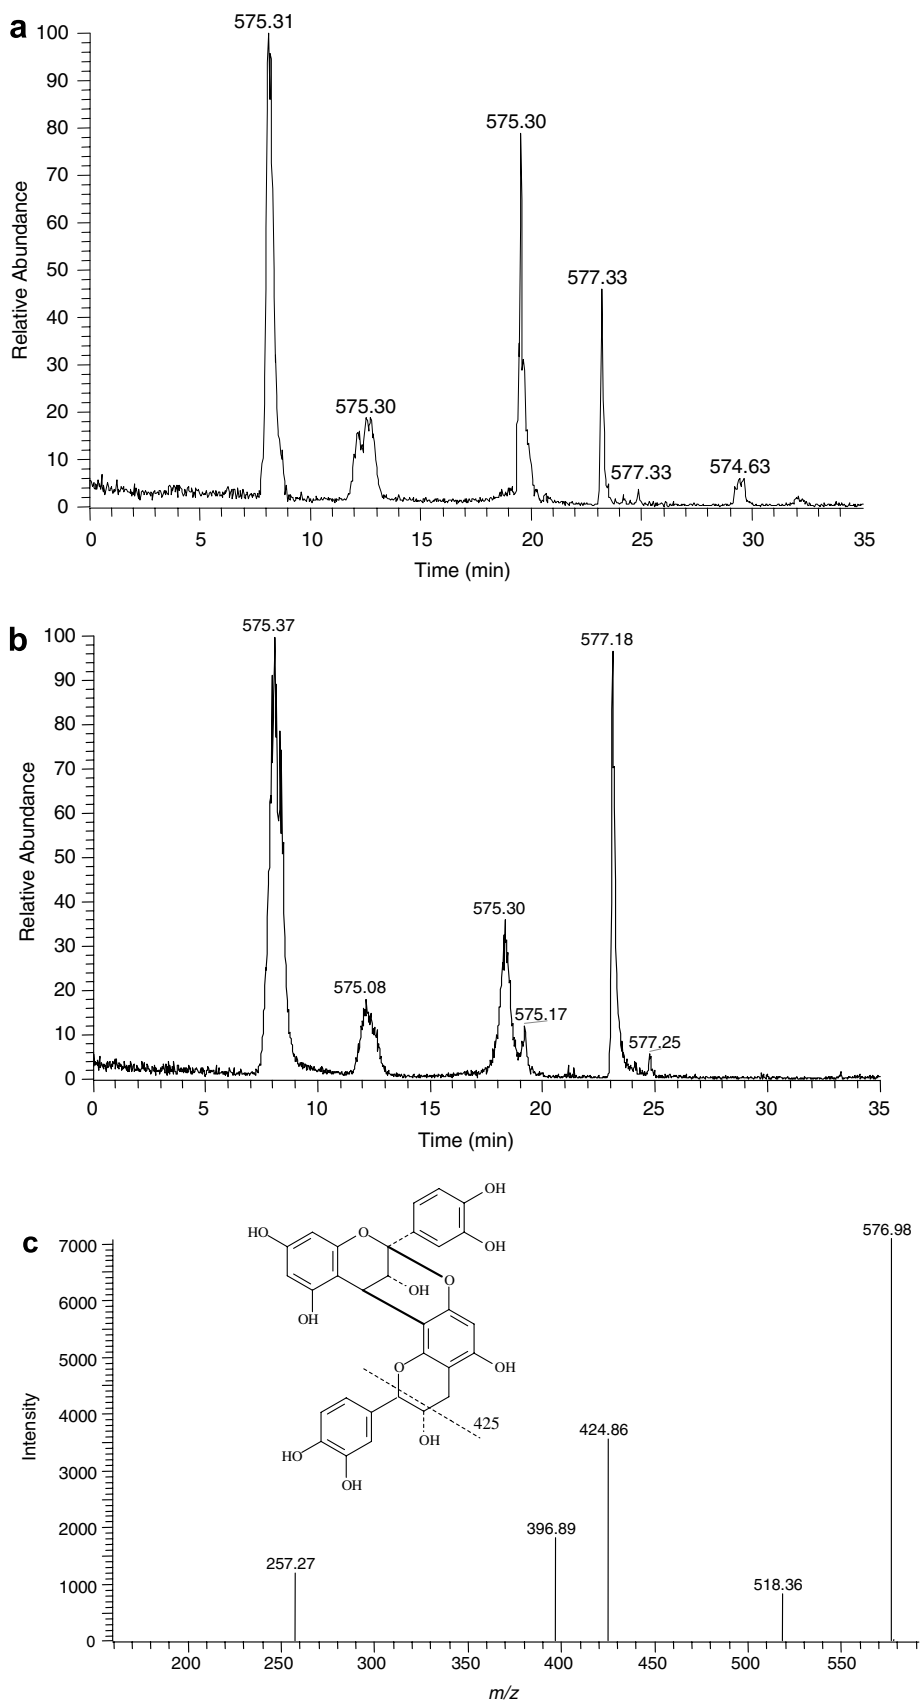 a
575.31
575.30
575.30
577.33
577.33
574.63
100
90
80
70
60
50
40
30
20
10
0
Relative Abundance
0 5 10 15 20 25 30 35
Time (min)
b
575.37
575.08
575.30
575.17
577.18
577.25
100
90
80
70
60
50
40
30
20
10
0
Relative Abundance
0 5 10 15 20 25 30 35
Time (min)
c
OH
OH
HO
O
O
OH
OH
O
OH
425
OH
HO
OH
576.98
424.86
396.89
257.27
518.36
7000
6000
5000
4000
3000
2000
1000
0
Intensity
200 250 300 350 400 450 500 550
m/z